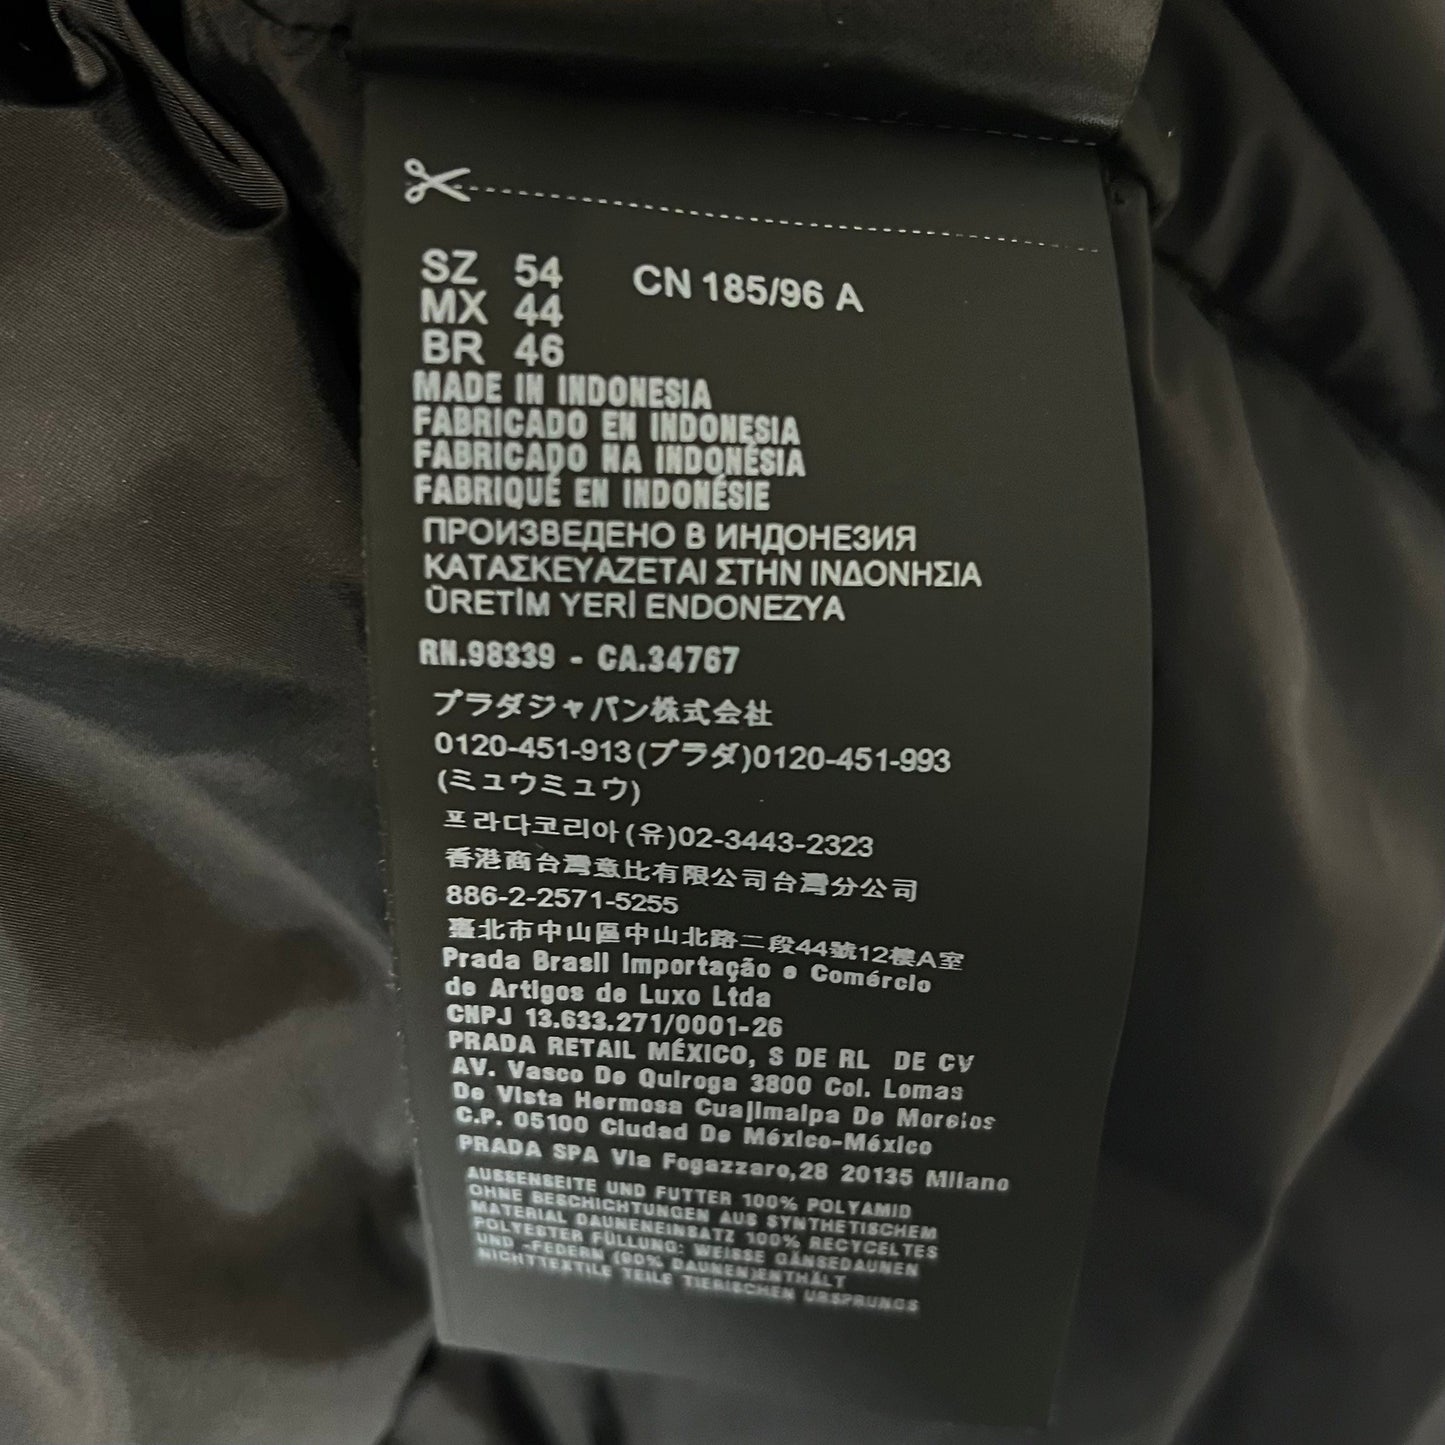 SZ 54 CN 185/96 A
MX 44
BR 46
MADE IN INDONESIA
FABRICADO EN INDONESIA
FABRICADO NA INDONÉSIA
FABRIQUÉ EN INDONÉSIE
ПРОИЗВЕДЕНО В ИНДОНЕЗИЯ
ΚΑΤΑΣΚΕΥΑΖΕΤΑΙ ΣΤΗΝ ΙΝΔΟΝΗΣΙΑ
ÜRETİM YERİ ENDONEZYA
RN.98339 - CA.34767
プラダジャパン株式会社
0120-451-913(プラダ)0120-451-993
(ミュウミュウ)
프라다코리아(유)02-3443-2323
香港商台灣意比有限公司台灣分公司
886-2-2571-5255
臺北市中山區中山北路二段44號12樓A室
Prada Brasil Importação e Comércio
de Artigos de Luxo Ltda
CNPJ 13.633.271/0001-26
PRADA RETAIL MÉXICO, S DE RL DE CV
AV. Vasco De Quiroga 3800 Col. Lomas
De Vista Hermosa Cuajimalpa De Morelos
C.P. 05100 Ciudad De México-México
PRADA SPA Via Fogazzaro,28 20135 Milano
AUSSENSEITE UND FUTTER 100% POLYAMID
OHNE BESCHICHTUNGEN AUS SYNTHETISCHEM
MATERIAL DAUNENEINSATZ 100% RECYCELTES
POLYESTER FÜLLUNG: WEISSE GÄNSEDAUNEN
UND -FEDERN (90% DAUNEN)ENTHÄLT
NICHTTEXTILE TEILE TIERISCHEN URSPRUNGS